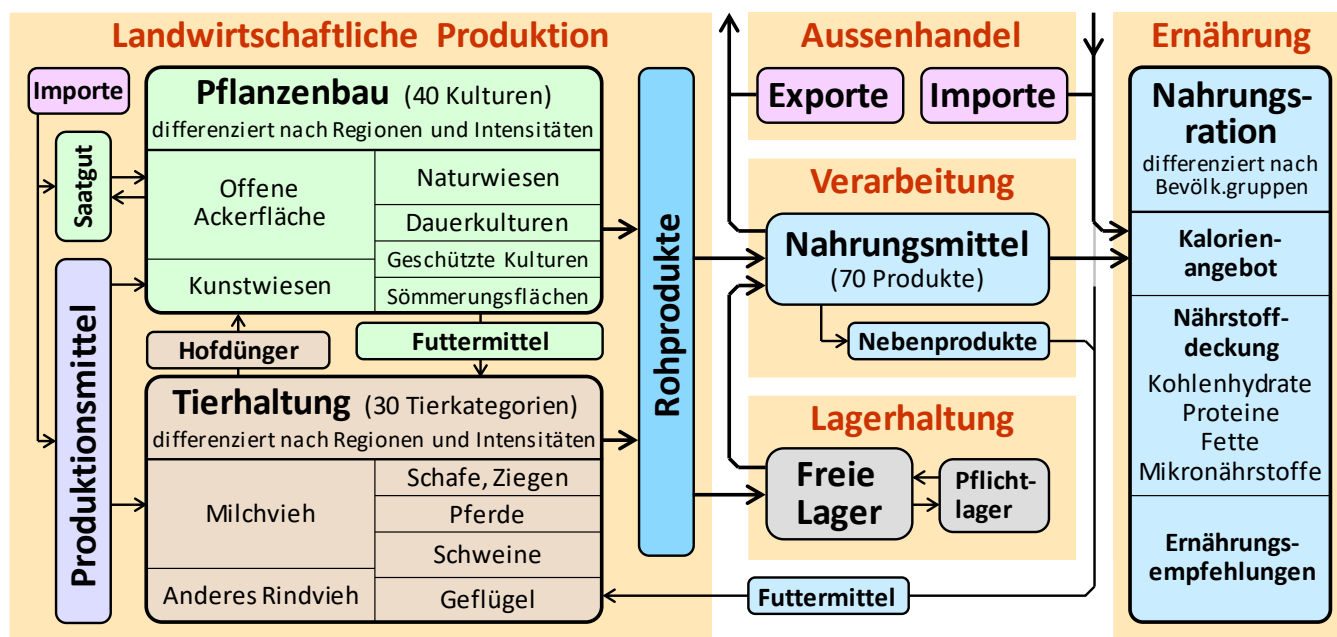 Landwirtschaftliche Produktion
Importe
Saatgut
Produktionsmittel
Pflanzenbau (40 Kulturen)
differenziert nach Regionen und Intensitäten
Offene
Ackerfläche
Kunstwiesen
Naturwiesen
Dauerkulturen
Geschützte Kulturen
Sömmerungsflächen
Hofdünger
Futtermittel
Tierhaltung (30 Tierkategorien)
differenziert nach Regionen und Intensitäten
Milchvieh
Anderes Rindvieh
Schafe, Ziegen
Pferde
Schweine
Geflügel
Rohprodukte
Aussenhandel
Exporte
Importe
Verarbeitung
Nahrungsmittel
(70 Produkte)
Nebenprodukte
Lagerhaltung
Freie
Lager
Pflicht-
lager
Futtermittel
Ernährung
Nahrungs-
ration
differenziert nach
Bevölk.gruppen
Kalorien-
angebot
Nährstoff-
deckung
Kohlenhydrate
Proteine
Fette
Mikronährstoffe
Ernährungs-
empfehlungen